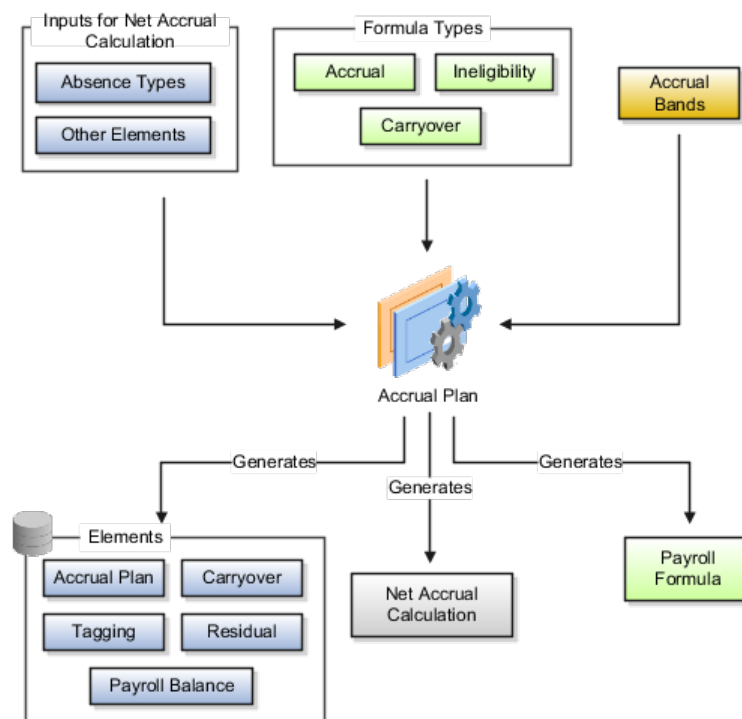 Inputs for Net Accrual
Calculation
Absence Types
Other Elements
Formula Types
Accrual
Ineligibility
Carryover
Accrual
Bands
Accrual Plan
Generates
Generates
Generates
Elements
Accrual Plan
Carryover
Tagging
Residual
Payroll Balance
Net Accrual
Calculation
Payroll
Formula